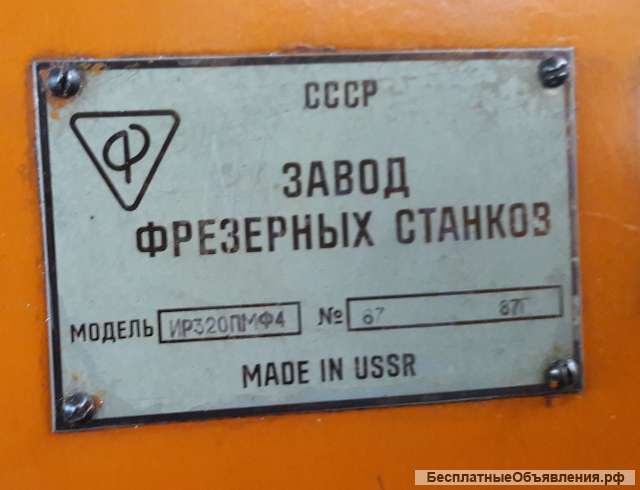 СССР
Ф
ЗАВОД
ФРЕЗЕРНЫХ СТАНКОВ
МОДЕЛЬ ИР320ПМФ4 № 67 87Г
MADE IN USSR
БесплатныеОбъявления.рф